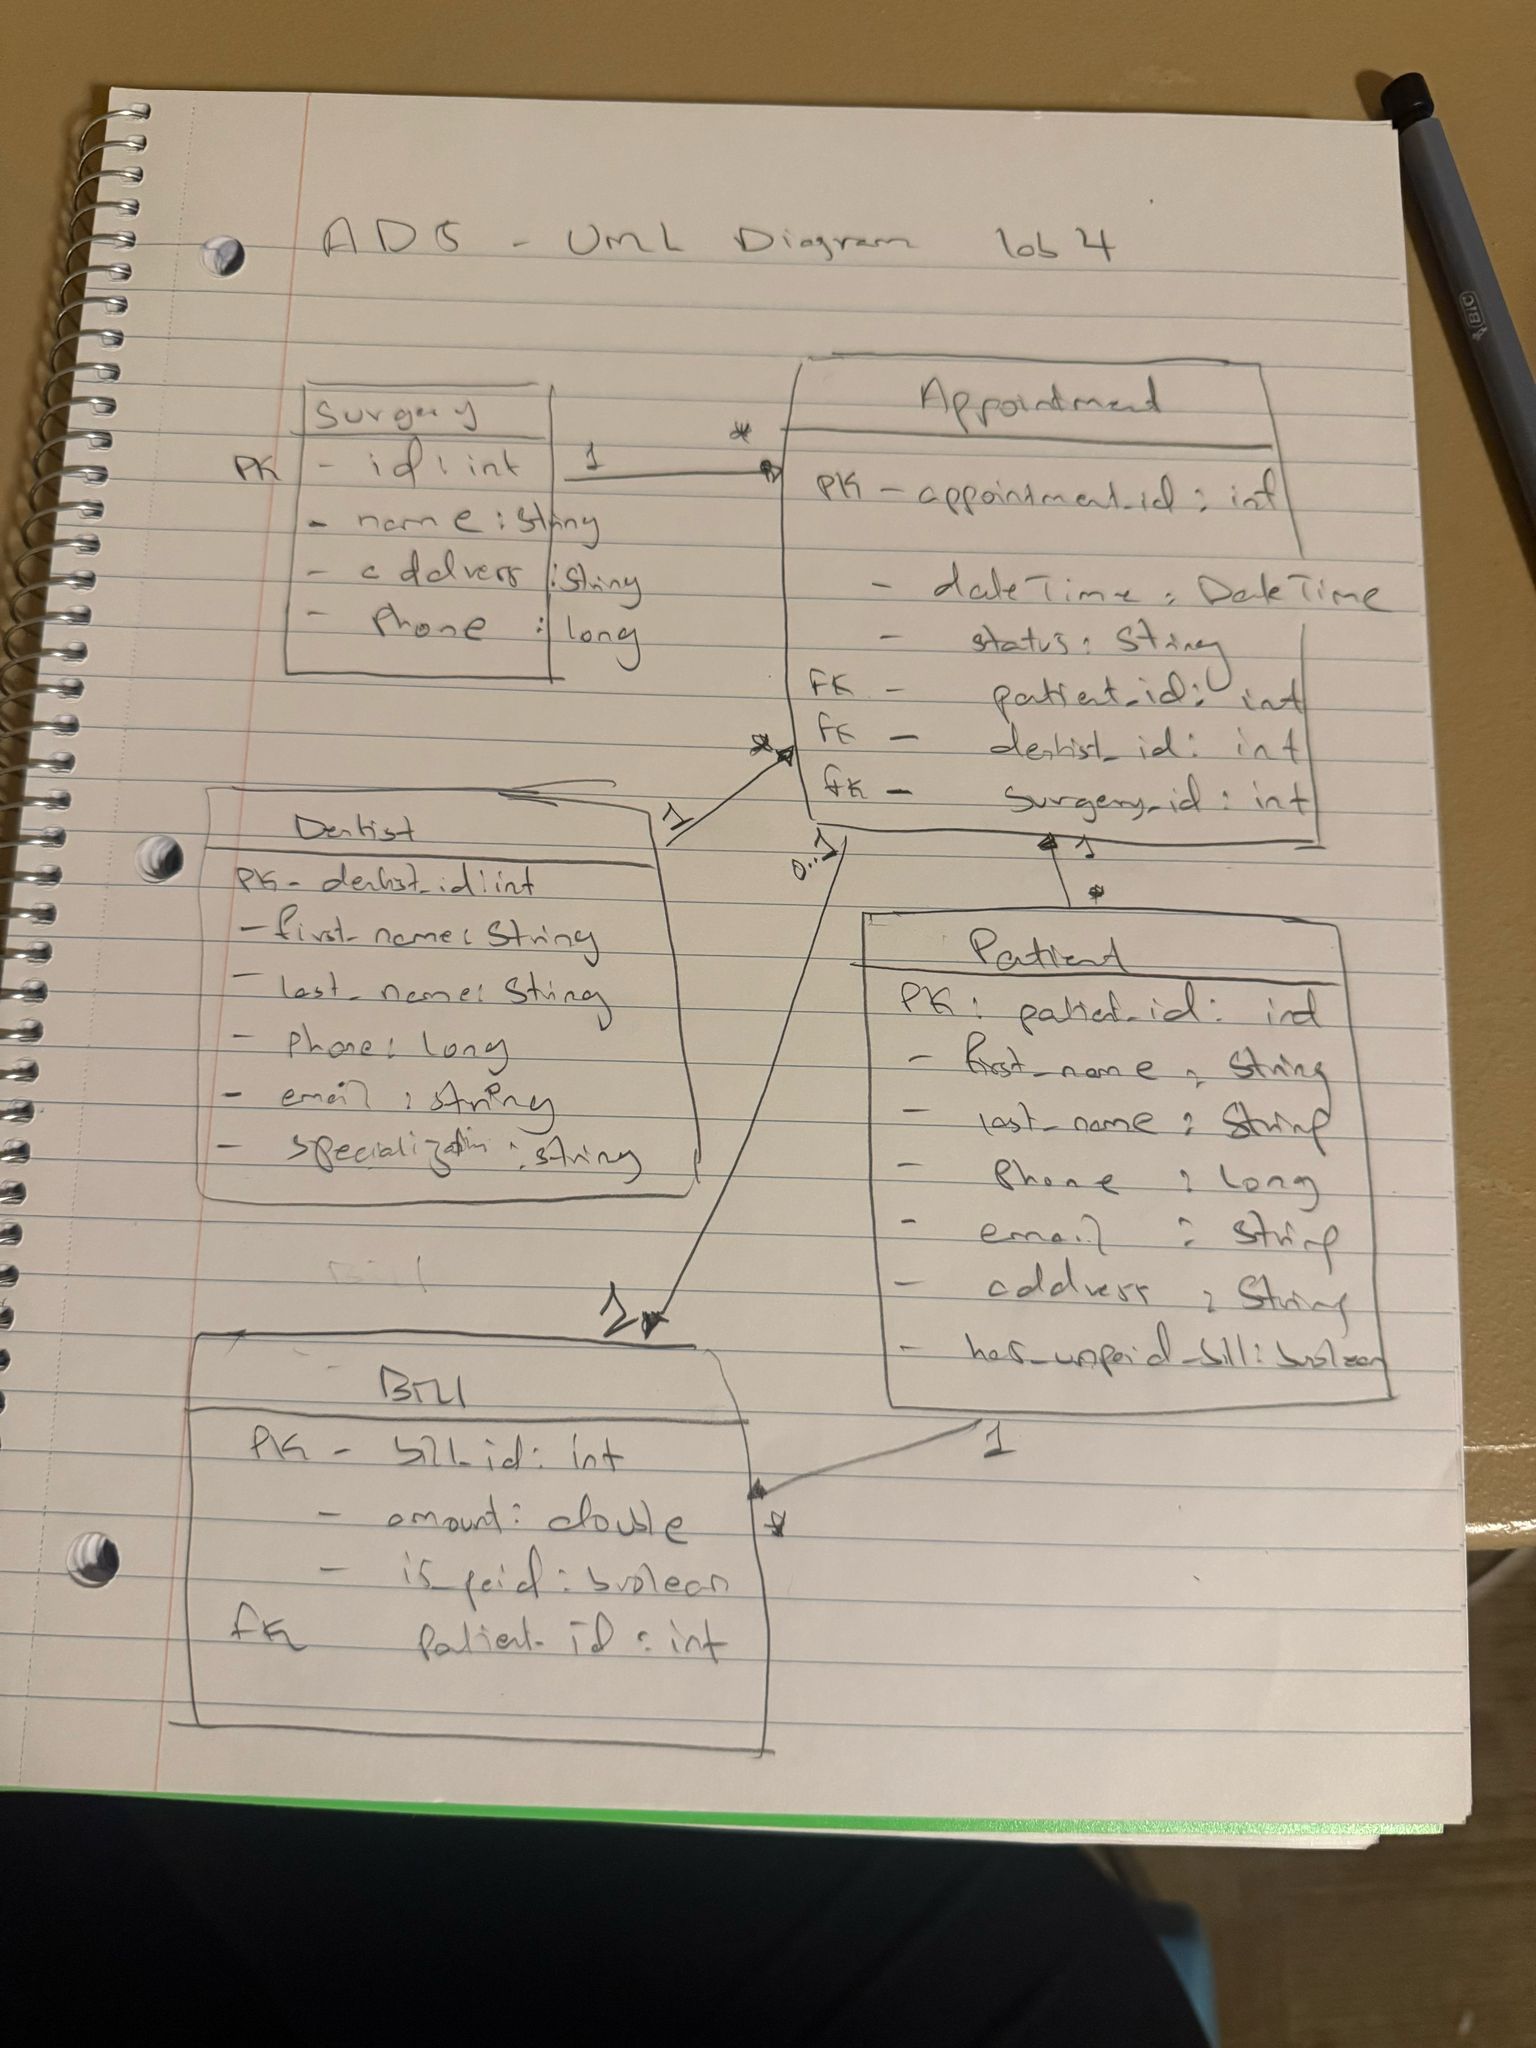 ADS - UML Diagram lab 4
Surgery
PK - id : int
- name : String
- address : String
- Phone : long
1 *
Appointment
PK - appointment_id : int
- dateTime : DateTime
- status : String
FK - patient_id : int
FK - dentist_id : int
FK - surgery_id : int
1 *
Dentist
PK - dentist_id : int
- first_name : String
- last_name : String
- phone : Long
- email : string
- specialization : string
0..1
1
1
*
Patient
PK : patient_id : int
- first_name : String
- last_name : String
- Phone : Long
- email : String
- address : String
- has_unpaid_bill : boolean
1
*
Bill
Bill
PK - bill_id : int
- amount : double
- is_paid : boolean
FK patient_id : int
BIC